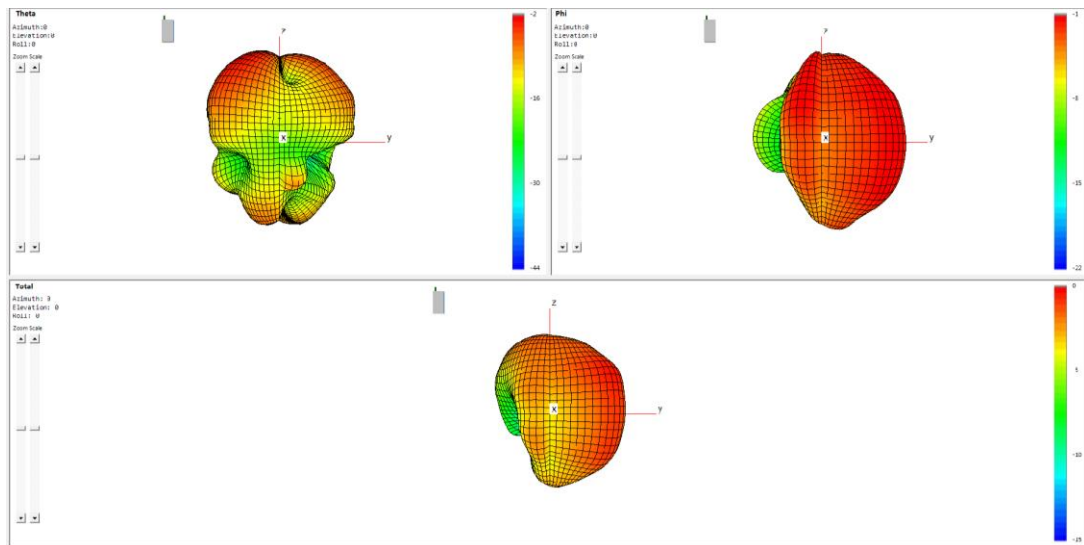 Theta
Azimuth:0
Elevation:0
Roll:0
Zoom Scale
z
x
y
-2
-16
-30
-44
Phi
Azimuth:0
Elevation:0
Roll:0
Zoom Scale
z
x
y
-1
-15
-22
Total
Azimuth: 0
Elevation: 0
Roll: 0
Zoom Scale
z
x
y
0
5
-10
-15